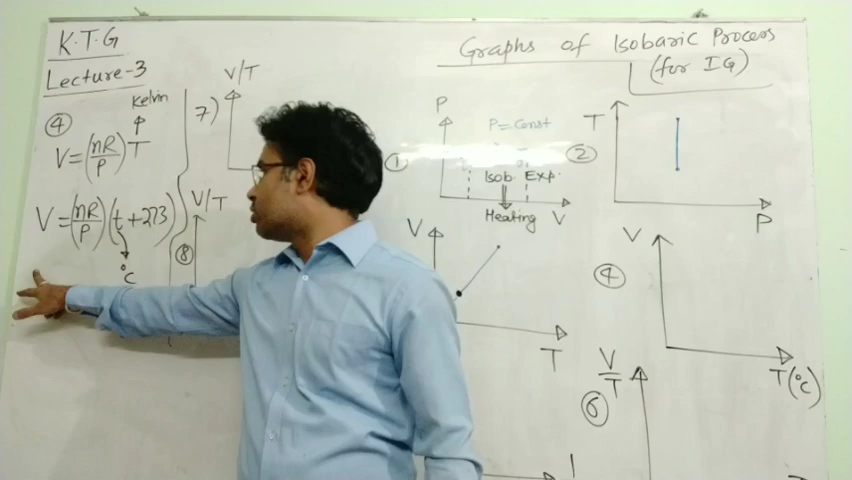 K.T.G
Lecture-3
Graphs of Isobaric Process
(for IG)
④
Kelvin
V=(nR/P)T
V=(nR/P)(t+273)
°C
7)
V/T
⑧
V/T
①
P
P=Const
Isob. Exp.
Heating
V
②
T
P
V
T
④
V
T(°C)
⑥
V/T